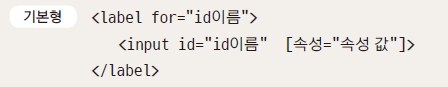 기본형 <label for="id이름">
<input id="id이름" [속성="속성 값"]>
</label>